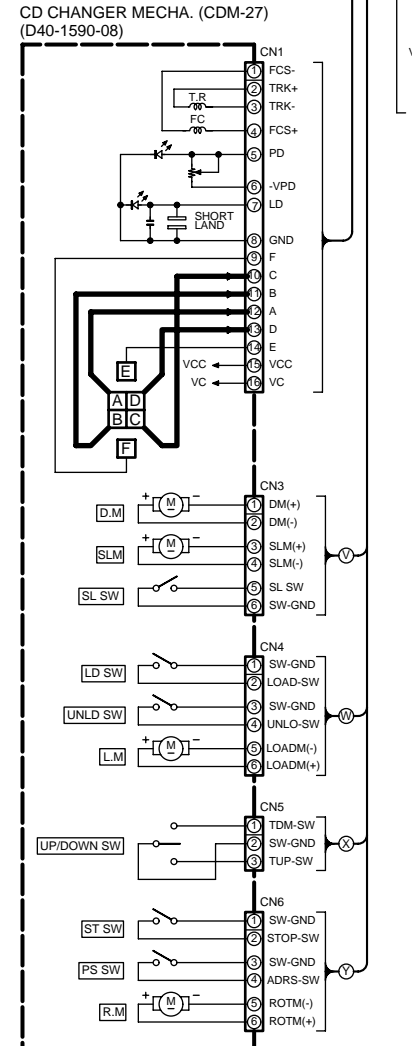 CD CHANGER MECHA. (CDM-27)
(D40-1590-08)
CN1
1 FCS-
2 TRK+
T.R
3 TRK-
FC
4 FCS+
5 PD
6 -VPD
7 LD
SHORT
LAND
8 GND
9 F
10 C
11 B
12 A
13 D
14 E
E
VCC 15 VCC
VC 16 VC
A D
B C
F
CN3
D.M + M - 1 DM(+)
2 DM(-)
SLM + M - 3 SLM(+)
4 SLM(-)
V
SL SW 5 SL SW
6 SW-GND
CN4
LD SW 1 SW-GND
2 LOAD-SW
UNLD SW 3 SW-GND
4 UNLO-SW
W
L.M + M - 5 LOADM(-)
6 LOADM(+)
CN5
1 TDM-SW
UP/DOWN SW 2 SW-GND
X
3 TUP-SW
CN6
ST SW 1 SW-GND
2 STOP-SW
PS SW 3 SW-GND
4 ADRS-SW
Y
R.M + M - 5 ROTM(-)
6 ROTM(+)